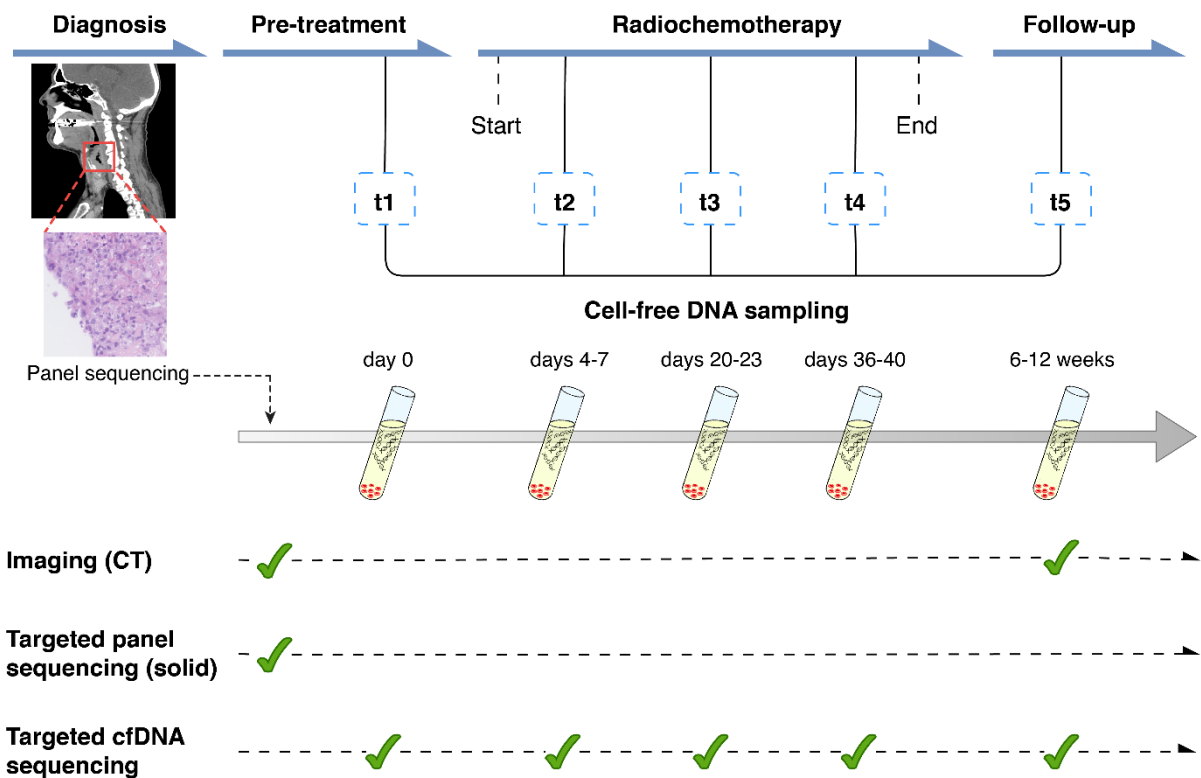 Diagnosis
Pre-treatment
Radiochemotherapy
Follow-up
Start
End
t1
t2
t3
t4
t5
Cell-free DNA sampling
Panel sequencing
day 0
days 4-7
days 20-23
days 36-40
6-12 weeks
Imaging (CT)
Targeted panel
sequencing (solid)
Targeted cfDNA
sequencing